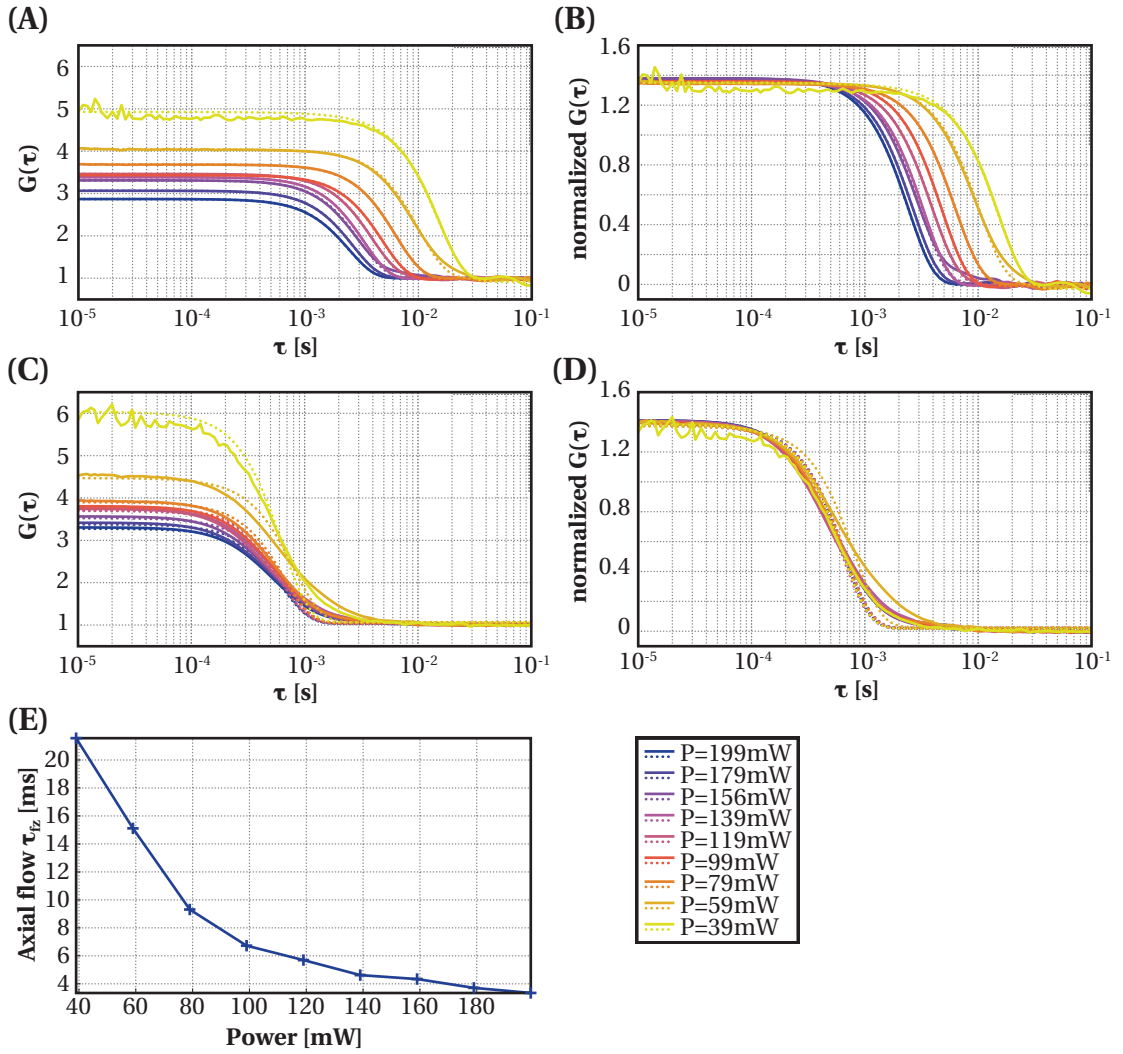 (A)
G(τ)
6
5
4
3
2
1
10-5
10-4
10-3
10-2
10-1
τ [s]
(B)
normalized G(τ)
1.6
1.2
0.8
0.4
0
10-5
10-4
10-3
10-2
10-1
τ [s]
(C)
G(τ)
6
5
4
3
2
1
10-5
10-4
10-3
10-2
10-1
τ [s]
(D)
normalized G(τ)
1.6
1.2
0.8
0.4
0
10-5
10-4
10-3
10-2
10-1
τ [s]
(E)
Axial flow τfz [ms]
20
18
16
14
12
10
8
6
4
40
60
80
100
120
140
160
180
Power [mW]
P=199mW
P=179mW
P=156mW
P=139mW
P=119mW
P=99mW
P=79mW
P=59mW
P=39mW